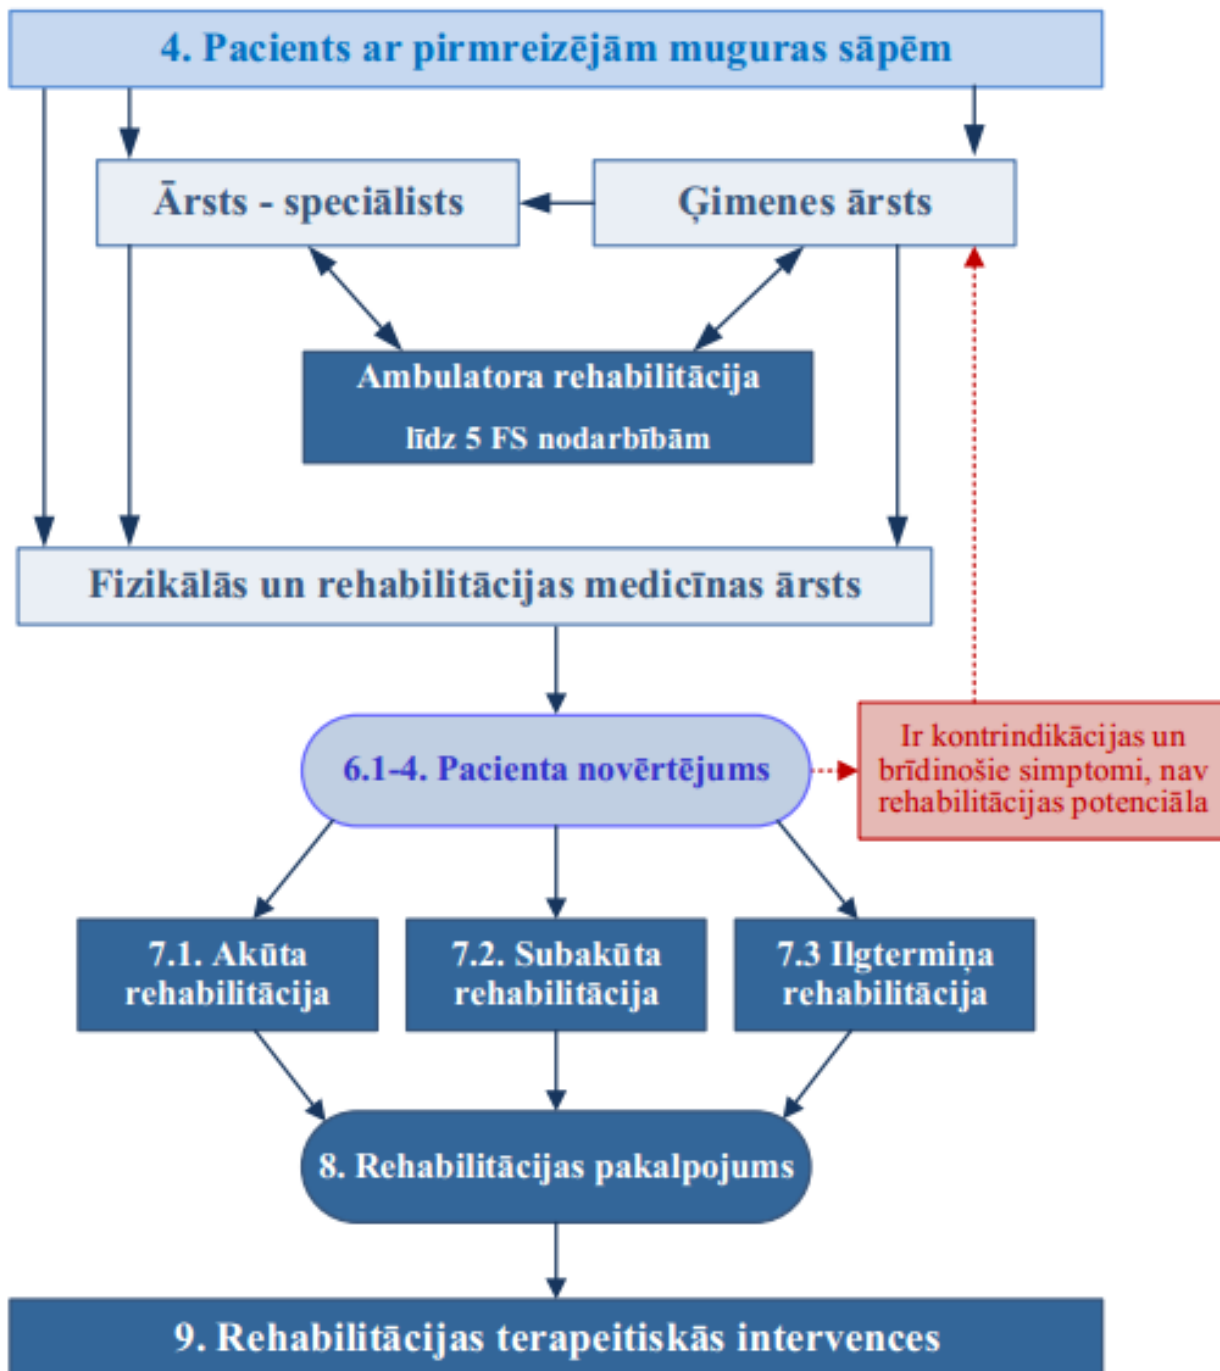 4. Pacients ar pirmreizējām muguras sāpēm
Ārsts - speciālists
Ģimenes ārsts
Ambulatora rehabilitācija
līdz 5 FS nodarbībām
Fizikālās un rehabilitācijas medicīnas ārsts
6.1-4. Pacienta novērtējums
Ir kontrindikācijas un
brīdinošie simptomi, nav
rehabilitācijas potenciāla
7.1. Akūta
rehabilitācija
7.2. Subakūta
rehabilitācija
7.3 Ilgtermiņa
rehabilitācija
8. Rehabilitācijas pakalpojums
9. Rehabilitācijas terapeitiskās intervences